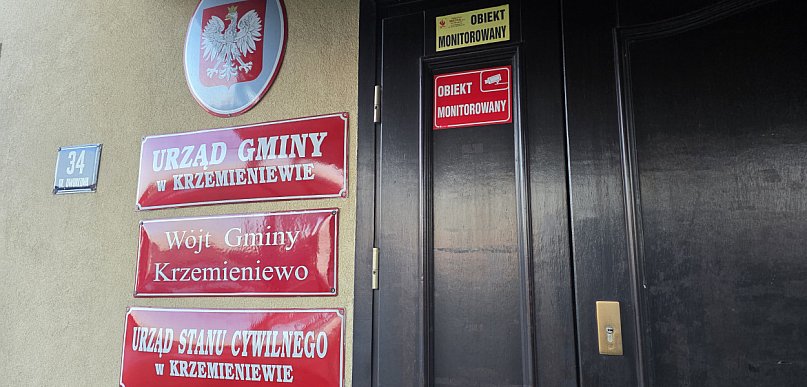 OBIEKT
MONITOROWANY
OBIEKT
MONITOROWANY
34
URZĄD GMINY
W KRZEMIENIEWIE
Wójt Gminy
Krzemieniewo
URZĄD STANU CYWILNEGO
W KRZEMIENIEWIE